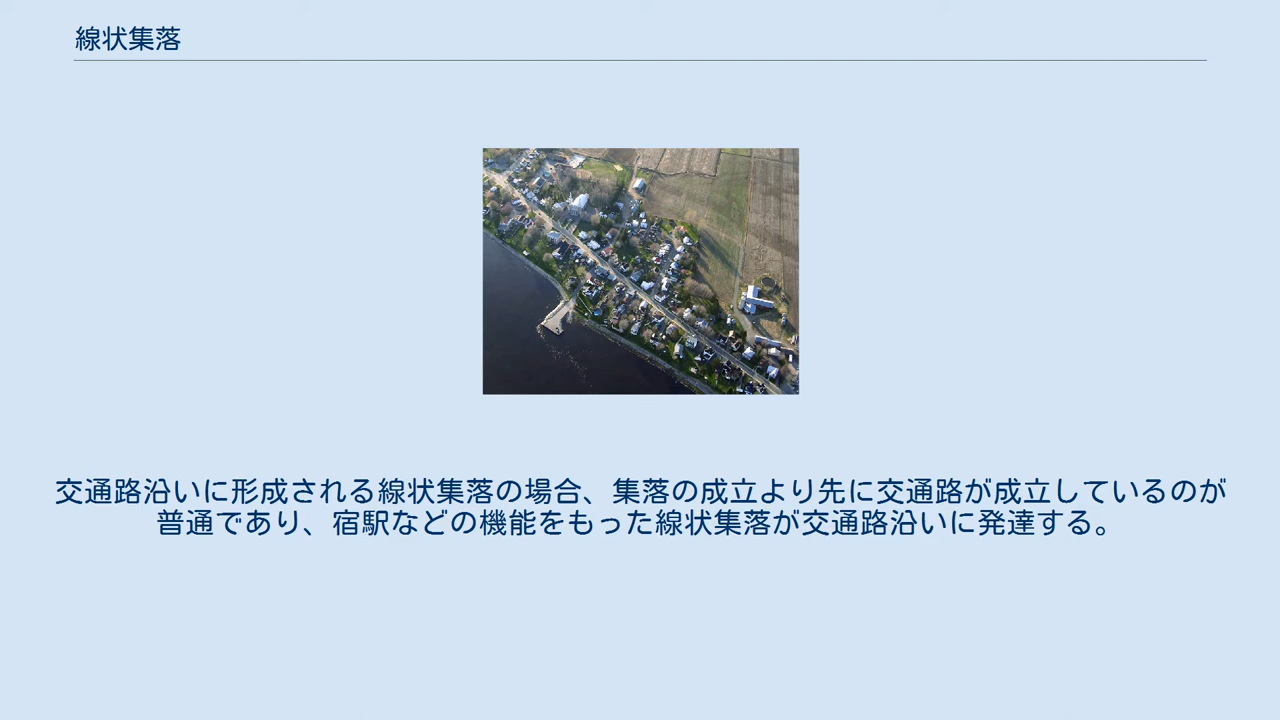 線状集落
交通路沿いに形成される線状集落の場合、集落の成立より先に交通路が成立しているのが
普通であり、宿駅などの機能をもった線状集落が交通路沿いに発達する。